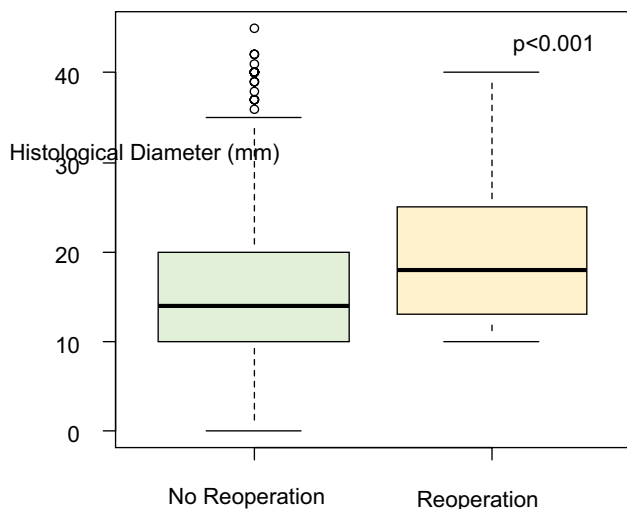 p<0.001
40
Histological Diameter (mm)
30
20
10
0
No Reoperation
Reoperation